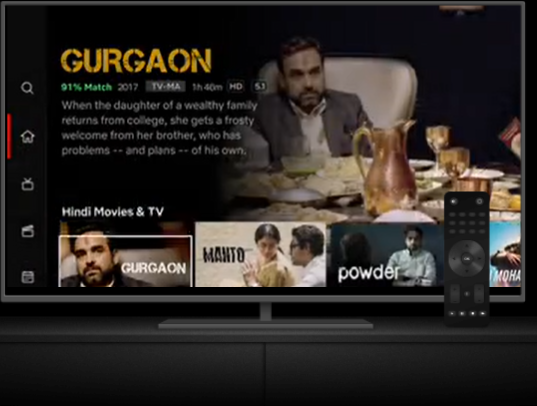 GURGAON
91% Match 2017 TV-MA 1h 40m HD 5.1
When the daughter of a wealthy family
returns from college, she gets a frosty
welcome from her brother, who has
problems -- and plans -- of his own.
Hindi Movies & TV
GURGAON
MAHTO
powder